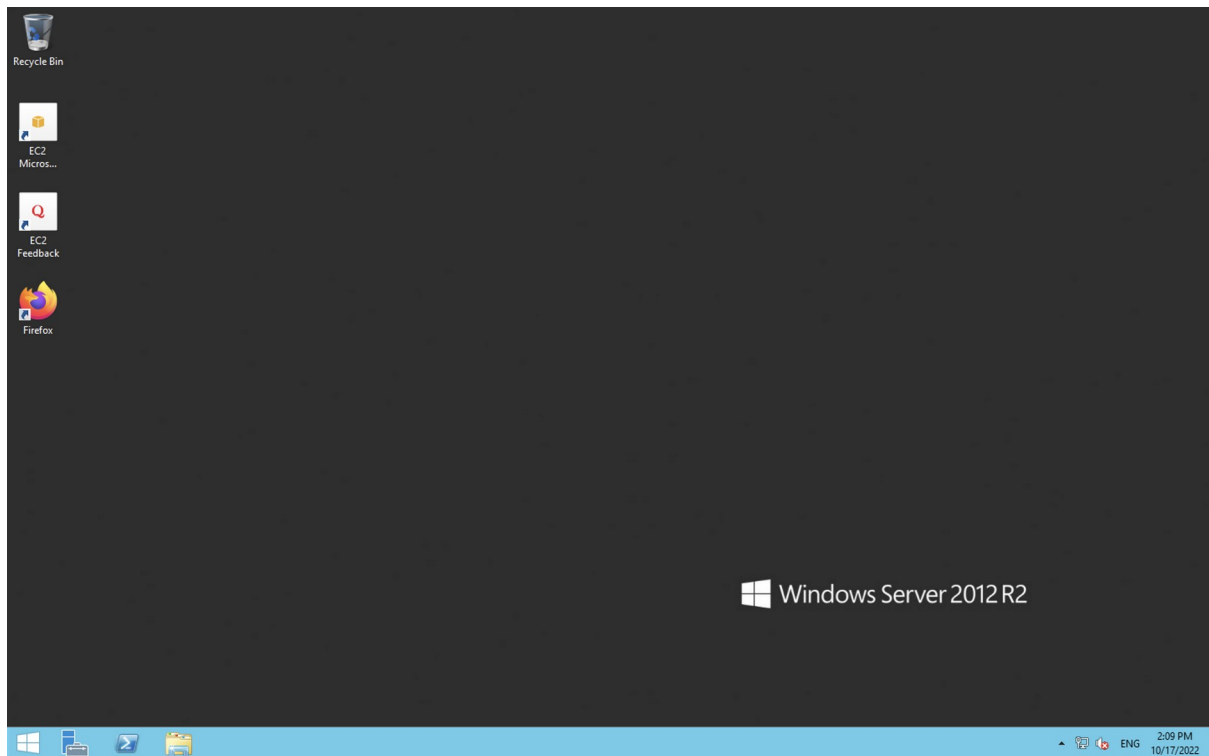 Recycle Bin
EC2
Micros...
Q
EC2
Feedback
Firefox
Windows Server 2012 R2
ENG
2:09 PM
10/17/2022